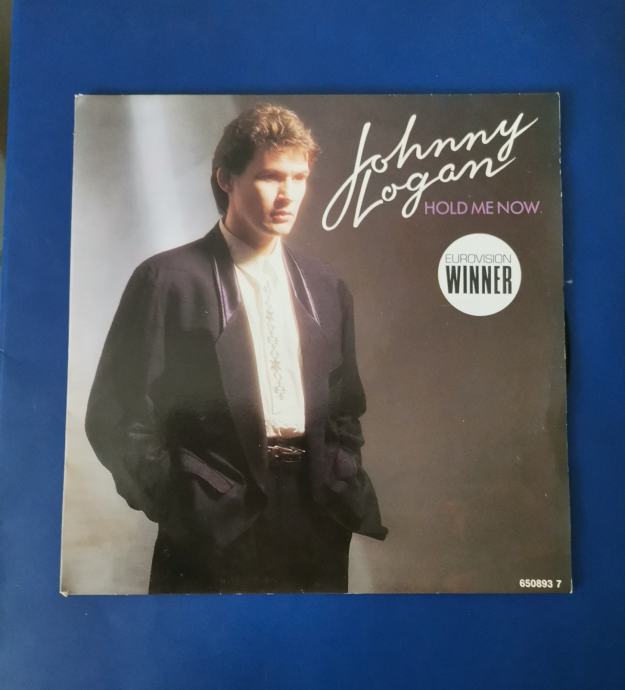 Johnny
Logan
HOLD ME NOW
EUROVISION
WINNER
650893 7